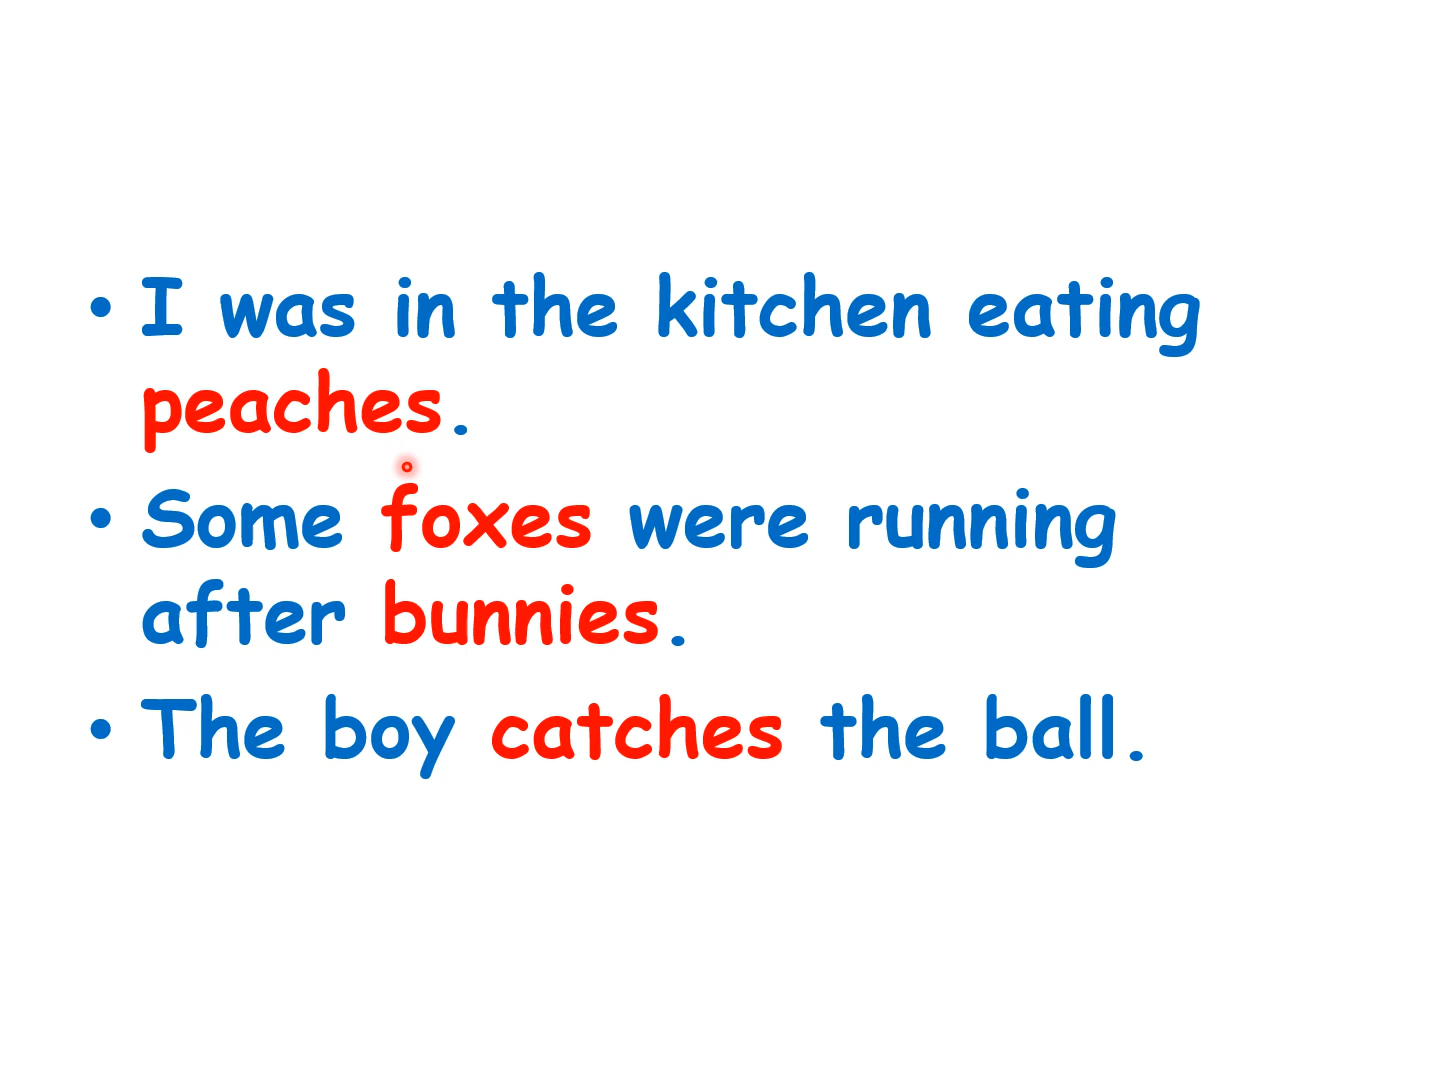 • I was in the kitchen eating
peaches.
• Some foxes were running
after bunnies.
• The boy catches the ball.